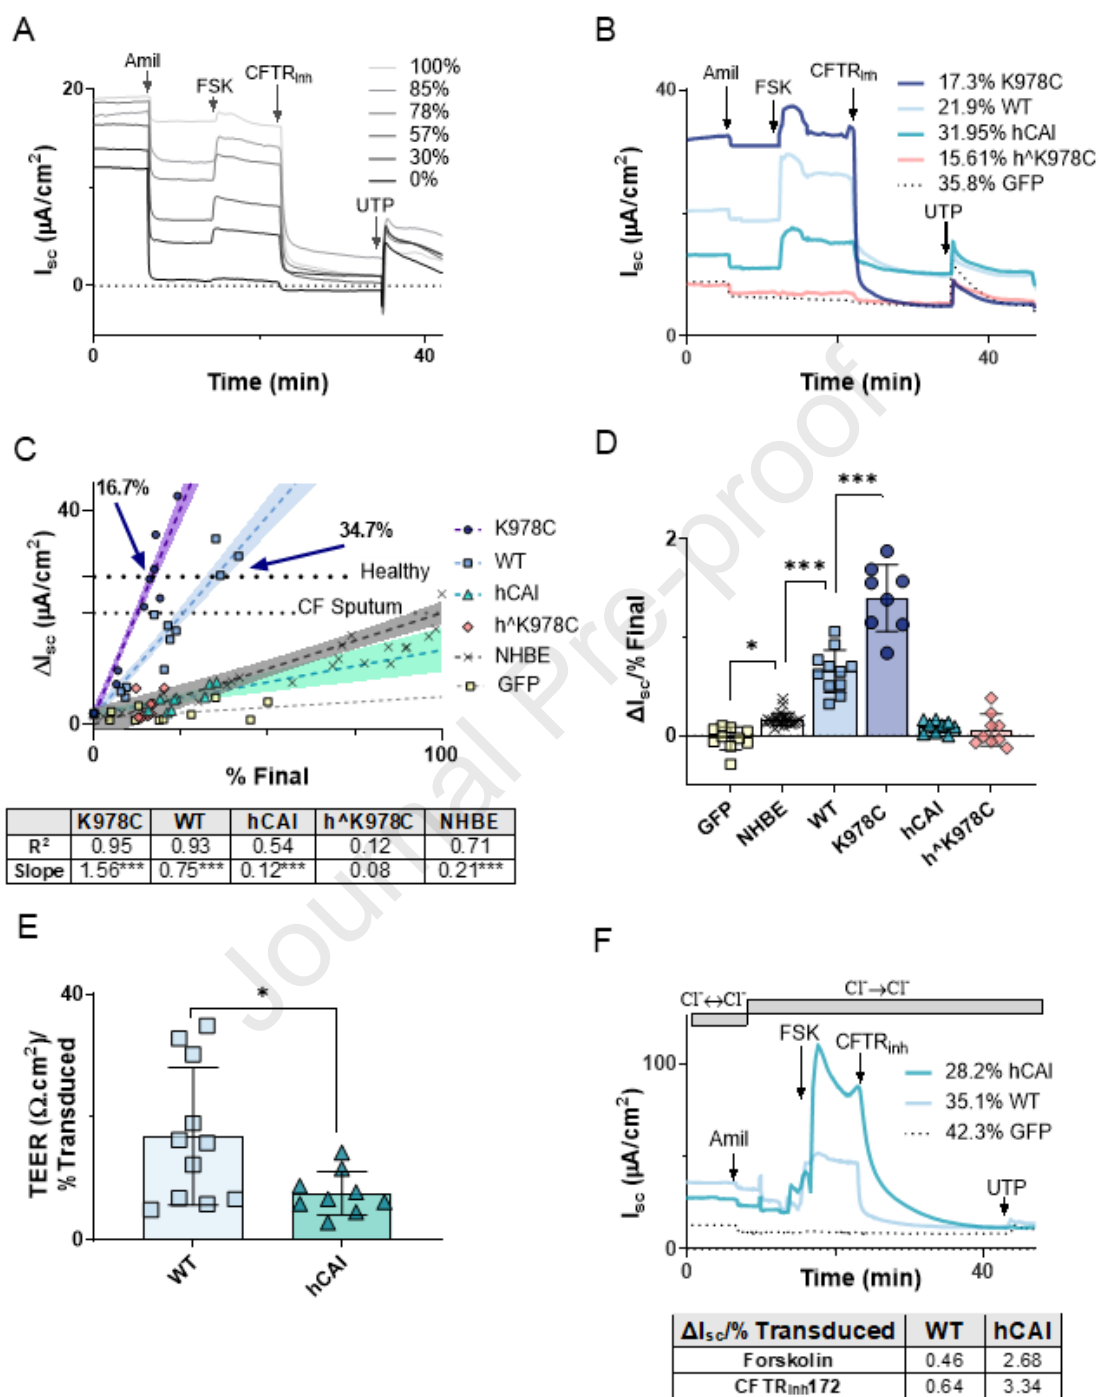 A
Amil
FSK
CFTRInh
UTP
100%
85%
78%
57%
30%
0%
20
0
Isc (µA/cm²)
0
40
Time (min)
B
Amil
FSK
CFTRInh
UTP
17.3% K978C
21.9% WT
31.95% hCAI
15.61% h^K978C
35.8% GFP
40
20
0
Isc (µA/cm²)
0
40
Time (min)
C
16.7%
34.7%
Healthy
CF Sputum
K978C
WT
hCAI
h^K978C
NHBE
GFP
40
0
ΔIsc (µA/cm²)
0
100
% Final
K978C WT hCAI h^K978C NHBE
R² 0.95 0.93 0.54 0.12 0.71
Slope 1.56*** 0.75*** 0.12*** 0.08 0.21***
D
***
***
*
2
0
ΔIsc/% Final
GFP
NHBE
WT
K978C
hCAI
h^K978C
E
*
40
0
TEER (Ω.cm²)/
% Transduced
WT
hCAI
F
Cl⁻↔Cl⁻
Cl⁻→Cl⁻
FSK
CFTRInh
Amil
UTP
28.2% hCAI
35.1% WT
42.3% GFP
100
0
Isc (µA/cm²)
0
40
Time (min)
ΔIsc/% Transduced WT hCAI
Forskolin 0.46 2.68
CFTRInh172 0.64 3.34
Journal Pre-proof